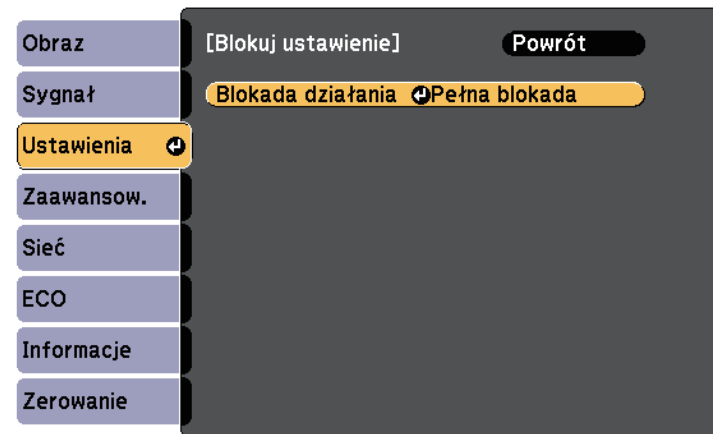 Obraz
Sygnał
Ustawienia
Zaawansow.
Sieć
ECO
Informacje
Zerowanie
[Blokuj ustawienie] Powrót
Blokada działania Pełna blokada